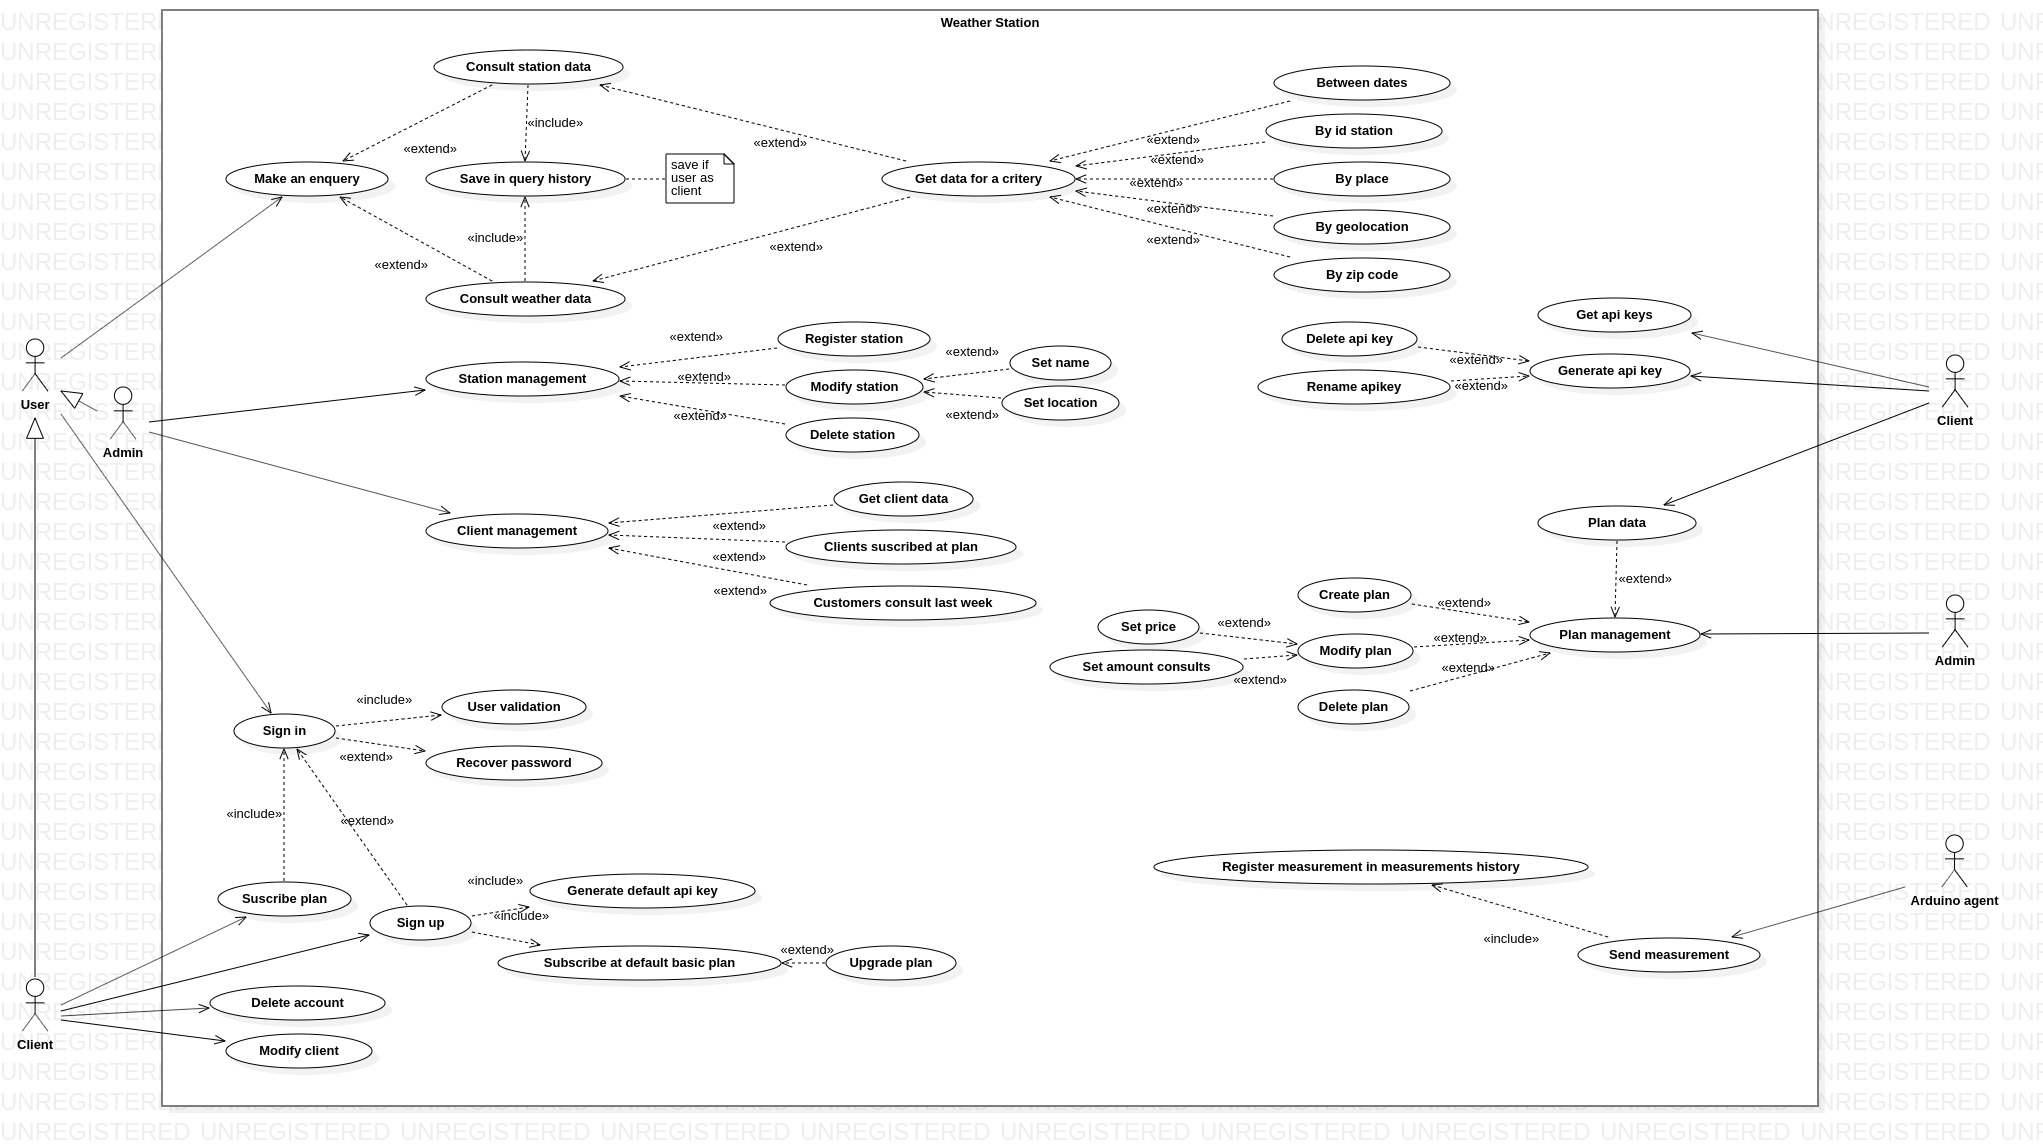 Weather Station
Consult station data
Between dates
«include»
By id station
«extend»
«extend»
«extend»
«extend»
save if
user as
client
Make an enquery
Save in query history
Get data for a critery
«extend»
By place
«extend»
By geolocation
«include»
«extend»
«extend»
«extend»
By zip code
Consult weather data
Get api keys
«extend»
Register station
Delete api key
«extend»
Set name
«extend»
Generate api key
Station management
«extend»
Modify station
Rename apikey
«extend»
User
Set location
Client
«extend»
«extend»
Delete station
Admin
Get client data
Plan data
«extend»
Client management
Clients suscribed at plan
«extend»
«extend»
«extend»
Create plan
Customers consult last week
«extend»
Set price
«extend»
Plan management
«extend»
Modify plan
Admin
Set amount consults
«extend»
«extend»
«include»
User validation
Delete plan
Sign in
«extend»
Recover password
«include»
«extend»
Register measurement in measurements history
«include»
Generate default api key
Suscribe plan
Arduino agent
«include»
Sign up
«include»
«extend»
Subscribe at default basic plan
Upgrade plan
Send measurement
Delete account
Client
Modify client
UNREGISTERED UNREGISTERED UNREGISTERED UNREGISTERED UNREGISTERED UNREGISTERED UNREGISTERED UNREGISTERED UNREGISTERED UNREGISTERED